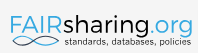 FAIRsharing.org
standards, databases, policies